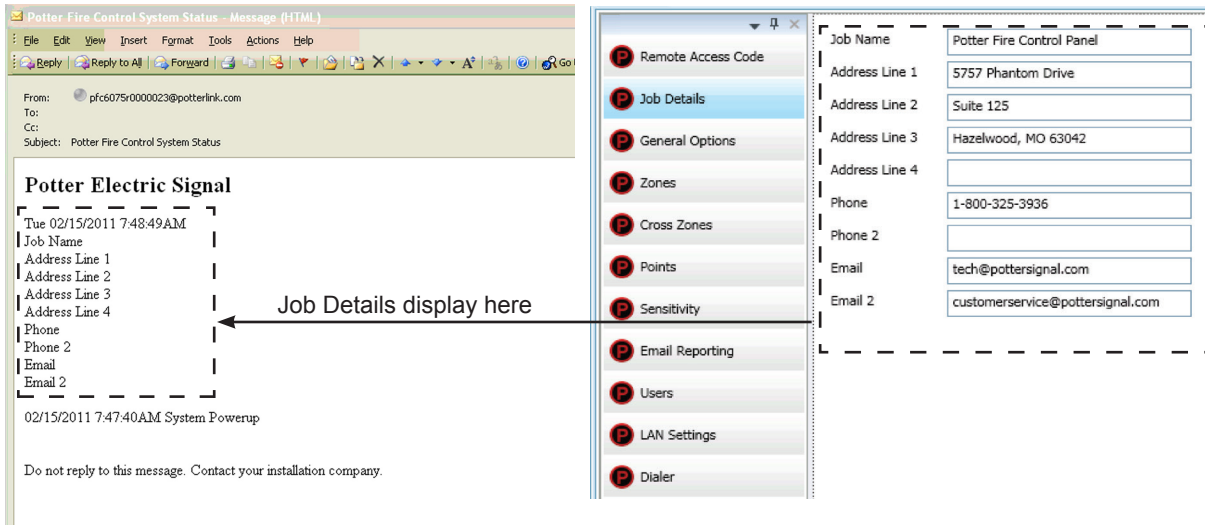 Potter Fire Control System Status - Message (HTML)
File Edit View Insert Format Tools Actions Help
Reply Reply to All Forward
From: pfc6075r0000023@potterlink.com
To:
Cc:
Subject: Potter Fire Control System Status
Potter Electric Signal
Tue 02/15/2011 7:48:49AM
Job Name
Address Line 1
Address Line 2
Address Line 3
Address Line 4
Phone
Phone 2
Email
Email 2
02/15/2011 7:47:40AM System Powerup
Do not reply to this message. Contact your installation company.
Job Details display here
Remote Access Code
Job Details
General Options
Zones
Cross Zones
Points
Sensitivity
Email Reporting
Users
LAN Settings
Dialer
Job Name Potter Fire Control Panel
Address Line 1 5757 Phantom Drive
Address Line 2 Suite 125
Address Line 3 Hazelwood, MO 63042
Address Line 4
Phone 1-800-325-3936
Phone 2
Email tech@pottersignal.com
Email 2 customerservice@pottersignal.com